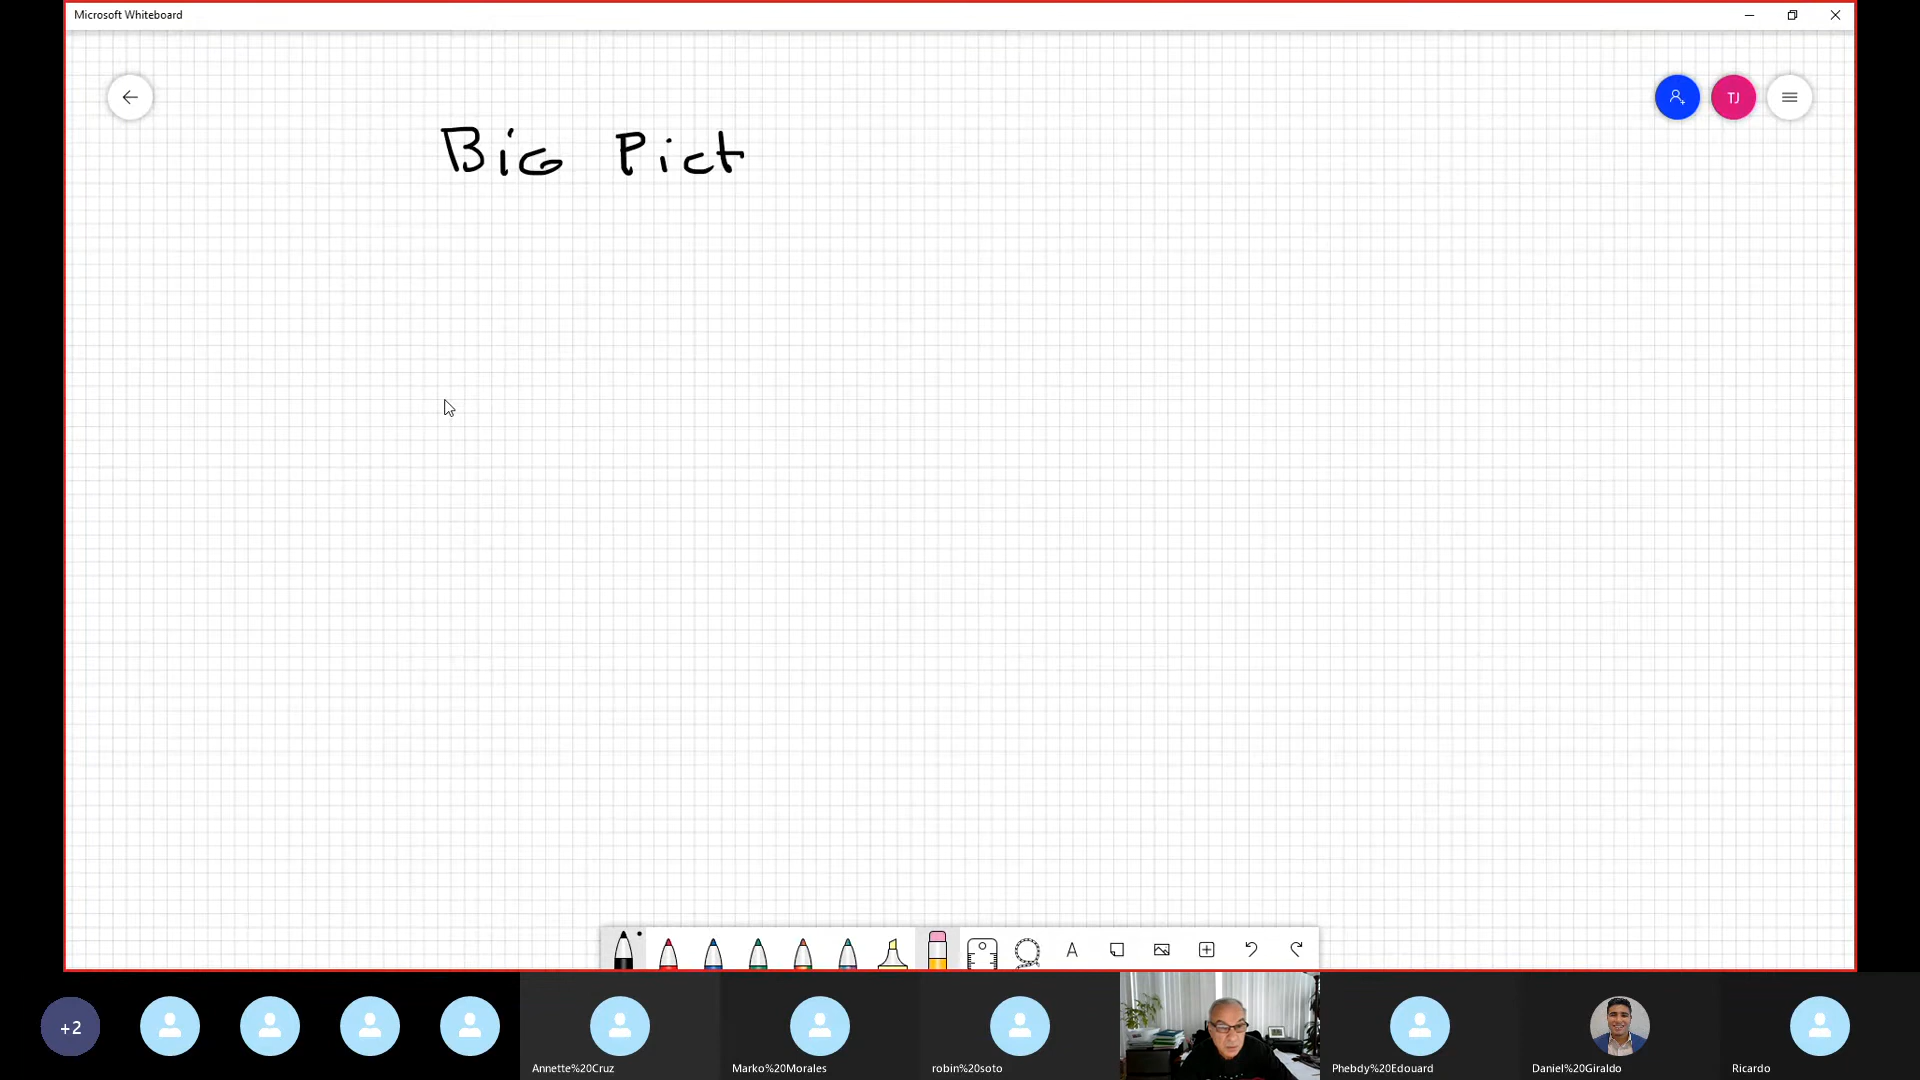 Microsoft Whiteboard
TJ
Big Pict
A
+2
Annette%20Cruz
Marko%20Morales
robin%20soto
Phebdy%20Edouard
Daniel%20Giraldo
Ricardo